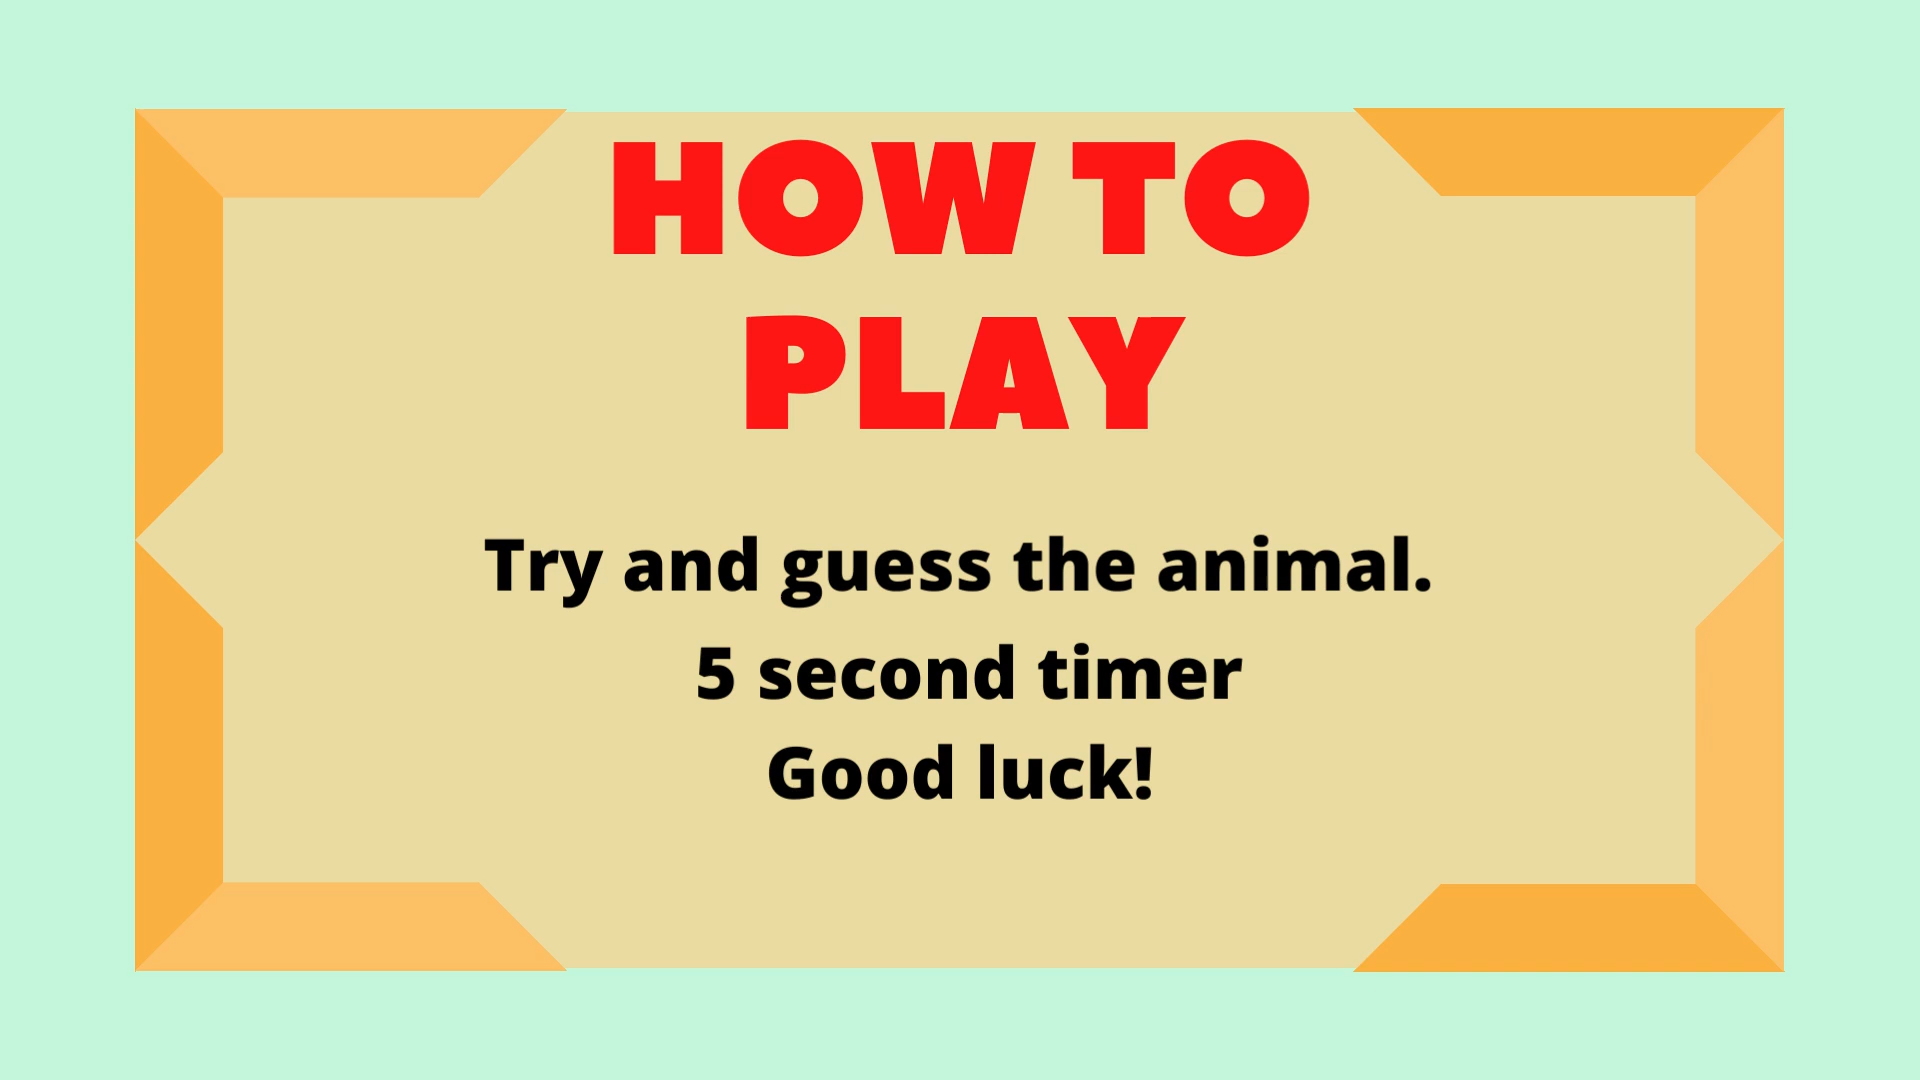 HOW TO
PLAY
Try and guess the animal.
5 second timer
Good luck!